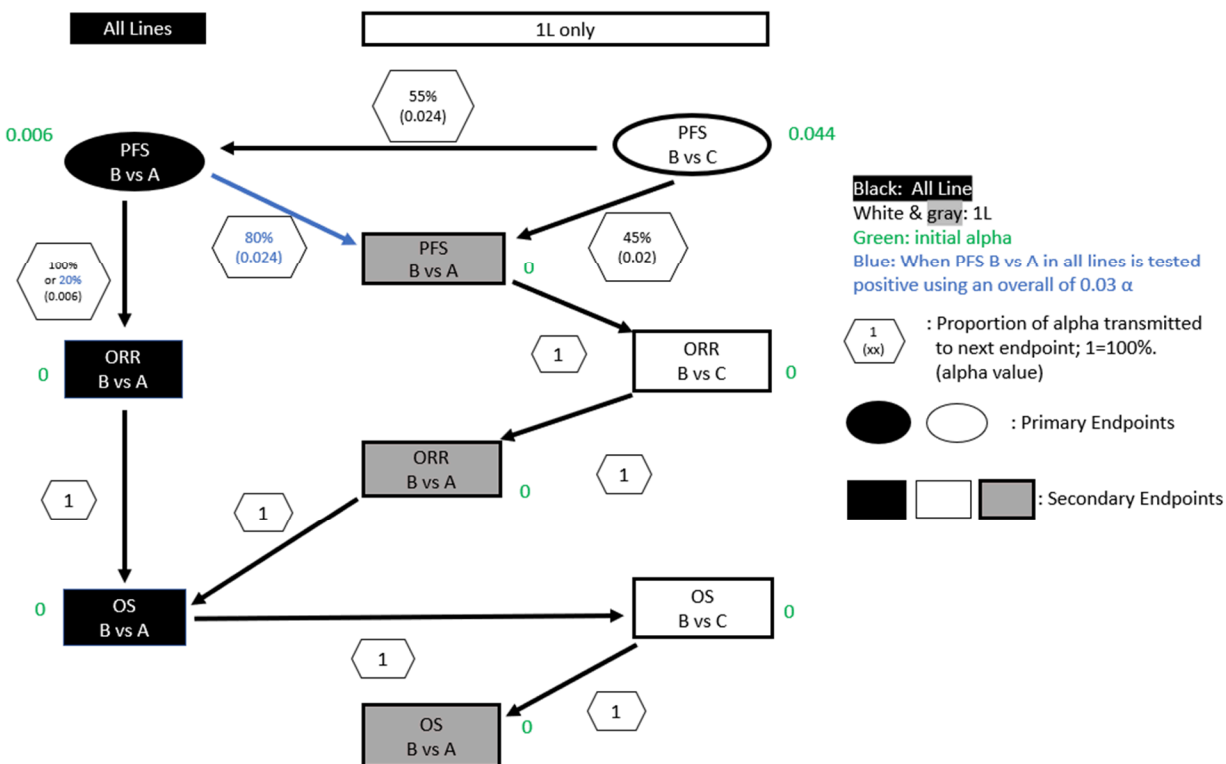 All Lines
1L only
55%
(0.024)
0.006
PFS
B vs A
PFS
B vs C
0.044
80%
(0.024)
45%
(0.02)
PFS
B vs A
0
100%
or 20%
(0.006)
1
ORR
B vs C
0
ORR
B vs A
0
ORR
B vs A
0
1
1
1
OS
B vs A
0
OS
B vs C
0
1
1
OS
B vs A
0
Black: All Line
White & gray: 1L
Green: initial alpha
Blue: When PFS B vs A in all lines is tested
positive using an overall of 0.03 α
1
(xx)
: Proportion of alpha transmitted
to next endpoint; 1=100%.
(alpha value)
: Primary Endpoints
: Secondary Endpoints